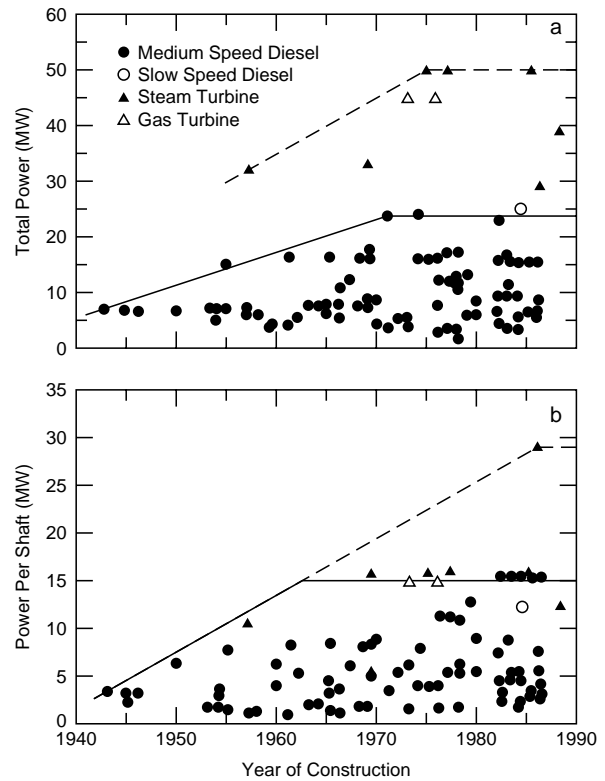 60
a
Medium Speed Diesel
Slow Speed Diesel
Steam Turbine
Gas Turbine
50
40
30
20
10
0
Total Power (MW)
35
b
30
25
20
15
10
5
0
Power Per Shaft (MW)
1940 1950 1960 1970 1980 1990
Year of Construction